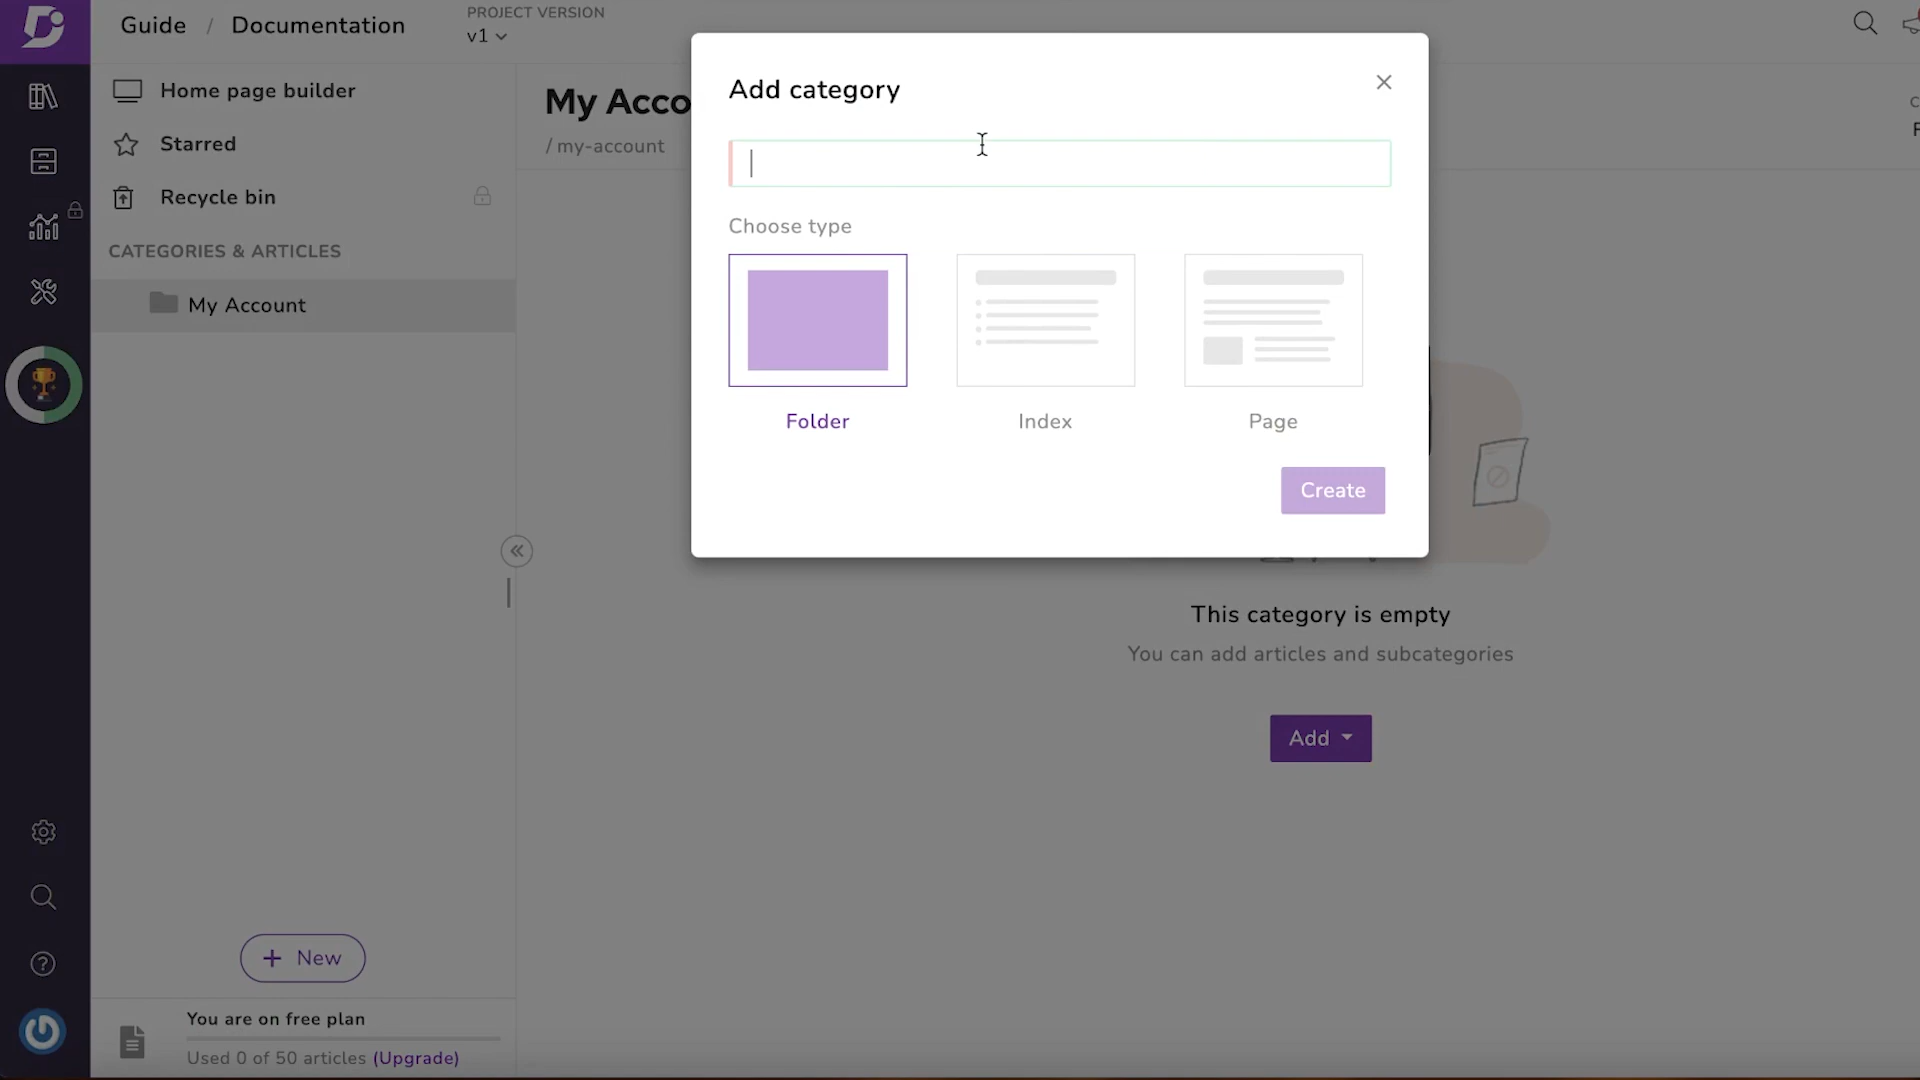 Guide / Documentation
PROJECT VERSION
v1
Home page builder
Starred
Recycle bin
CATEGORIES & ARTICLES
My Account
+ New
You are on free plan
Used 0 of 50 articles (Upgrade)
My Acco
/ my-account
Add category
Choose type
Folder
Index
Page
Create
This category is empty
You can add articles and subcategories
Add